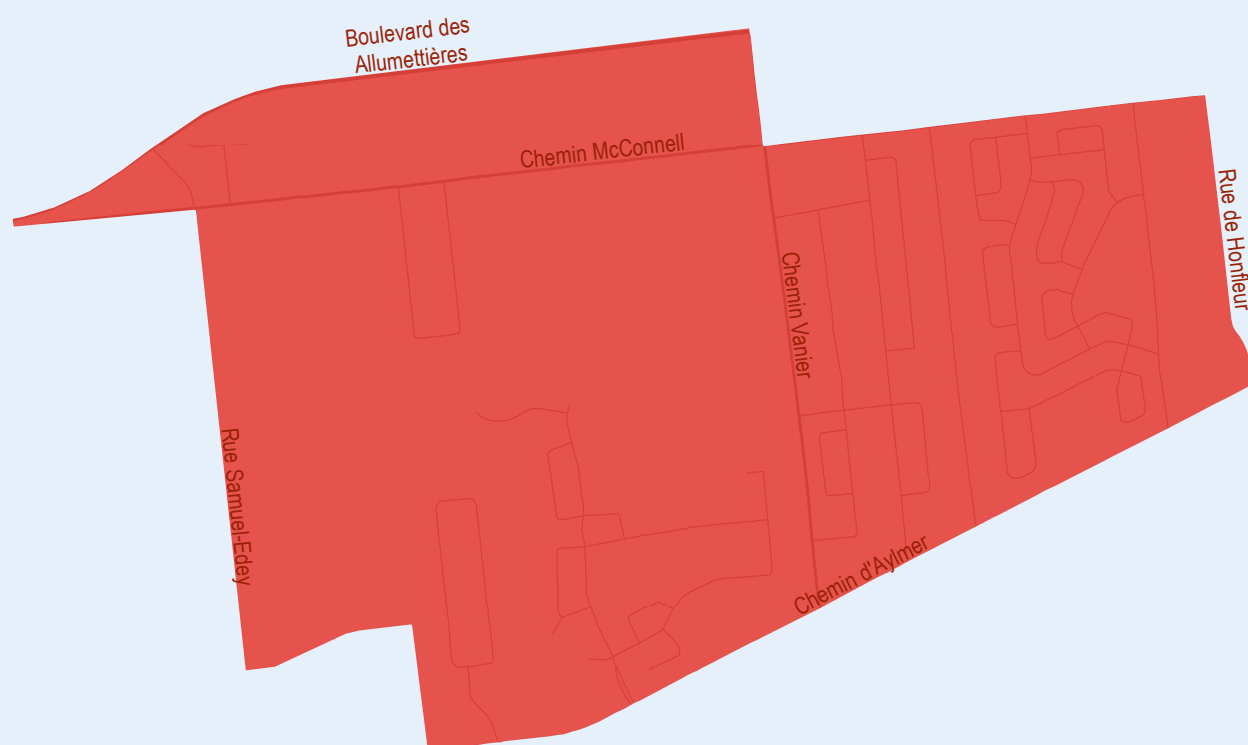 Boulevard des
Allumettières
Chemin McConnell
Rue de Honfleur
Chemin Vanier
Rue Samuel-Edey
Chemin d'Aylmer